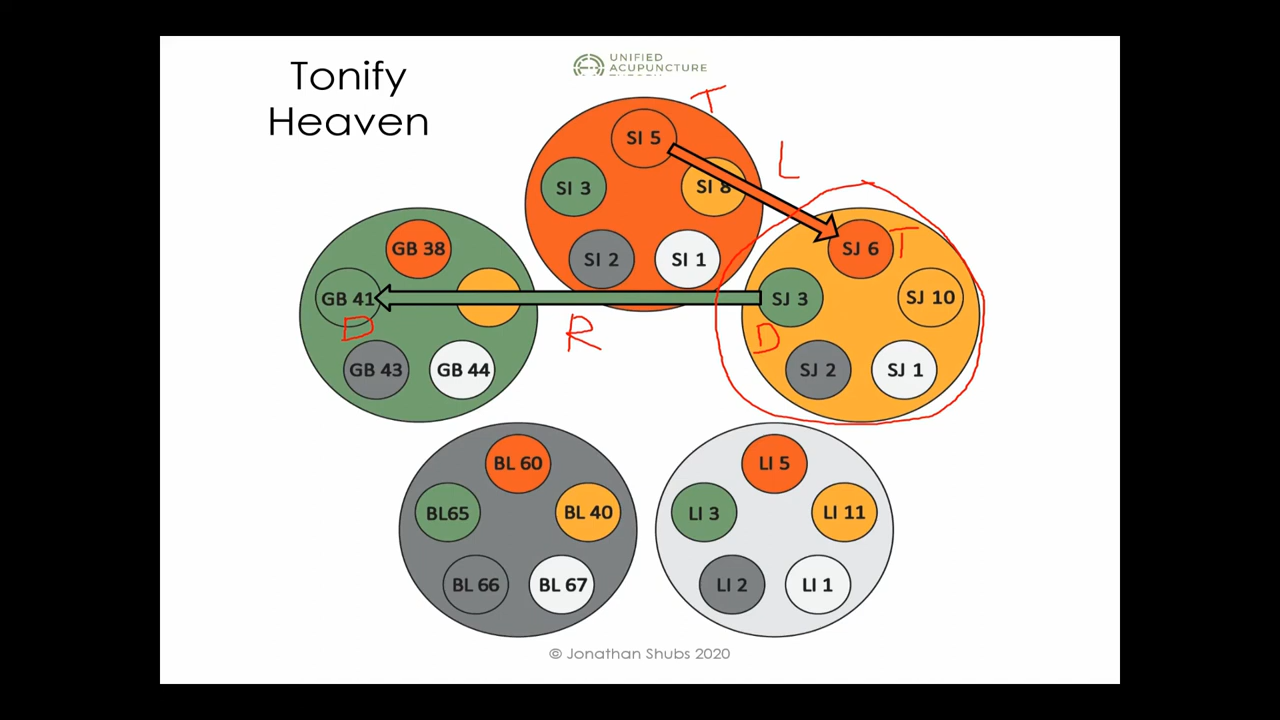 Tonify
Heaven
UNIFIED
ACUPUNCTURE
THEORY
T
SI 5
L
SI 3
SI 8
GB 38
SI 2
SI 1
SJ 6
T
GB 41
SJ 3
SJ 10
D
R
D
GB 43
GB 44
SJ 2
SJ 1
BL 60
LI 5
BL65
BL 40
LI 3
LI 11
BL 66
BL 67
LI 2
LI 1
© Jonathan Shubs 2020